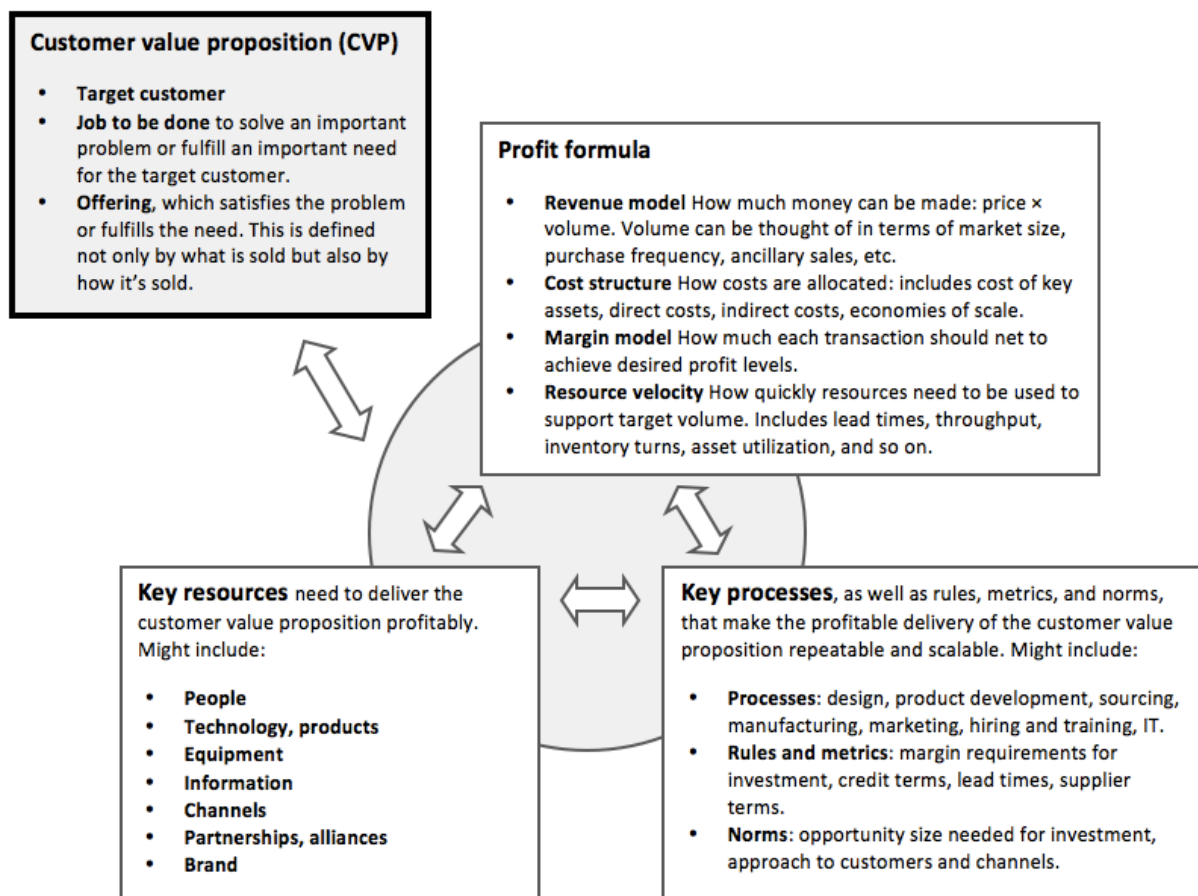 Customer value proposition (CVP)
• Target customer
• Job to be done to solve an important
problem or fulfill an important need
for the target customer.
• Offering, which satisfies the problem
or fulfills the need. This is defined
not only by what is sold but also by
how it's sold.
Profit formula
• Revenue model How much money can be made: price ×
volume. Volume can be thought of in terms of market size,
purchase frequency, ancillary sales, etc.
• Cost structure How costs are allocated: includes cost of key
assets, direct costs, indirect costs, economies of scale.
• Margin model How much each transaction should net to
achieve desired profit levels.
• Resource velocity How quickly resources need to be used to
support target volume. Includes lead times, throughput,
inventory turns, asset utilization, and so on.
Key resources need to deliver the
customer value proposition profitably.
Might include:
• People
• Technology, products
• Equipment
• Information
• Channels
• Partnerships, alliances
• Brand
Key processes, as well as rules, metrics, and norms,
that make the profitable delivery of the customer value
proposition repeatable and scalable. Might include:
• Processes: design, product development, sourcing,
manufacturing, marketing, hiring and training, IT.
• Rules and metrics: margin requirements for
investment, credit terms, lead times, supplier
terms.
• Norms: opportunity size needed for investment,
approach to customers and channels.